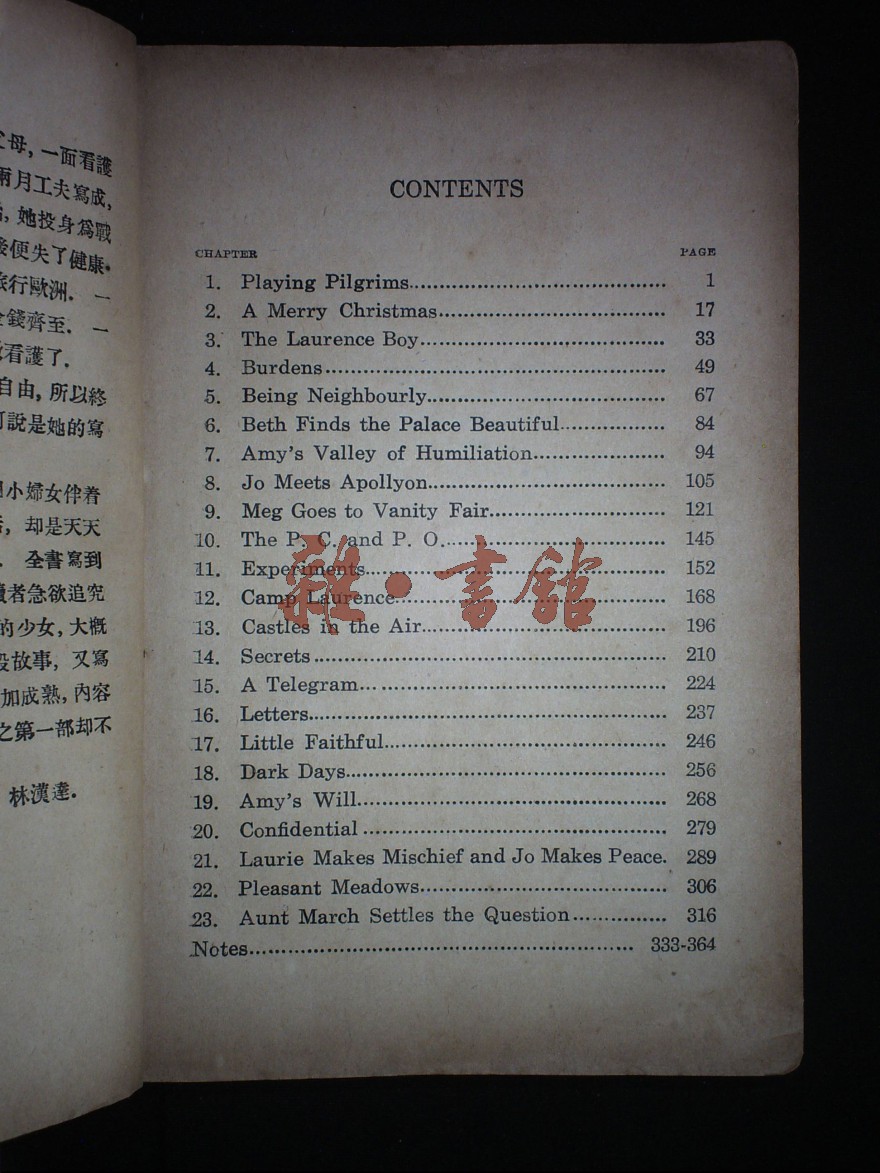 母, 一面看護
兩月工夫寫成,
她投身爲戰
便失了健康.
旅行歐洲. 一
錢齊至. 一
看護了.
自由, 所以終
說是她的寫
小婦女伴着
却是天天
. 全書寫到
讀者急欲追究
的少女, 大概
段故事, 又寫
加成熟, 內容
之第一部却不
林漢達.
CONTENTS
CHAPTER PAGE
1. Playing Pilgrims 1
2. A Merry Christmas 17
3. The Laurence Boy 33
4. Burdens 49
5. Being Neighbourly 67
6. Beth Finds the Palace Beautiful 84
7. Amy's Valley of Humiliation 94
8. Jo Meets Apollyon 105
9. Meg Goes to Vanity Fair 121
10. The P. C. and P. O. 145
11. Experiments 152
12. Camp Laurence 168
13. Castles in the Air 196
14. Secrets 210
15. A Telegram 224
16. Letters 237
17. Little Faithful 246
18. Dark Days 256
19. Amy's Will 268
20. Confidential 279
21. Laurie Makes Mischief and Jo Makes Peace. 289
22. Pleasant Meadows 306
23. Aunt March Settles the Question 316
Notes 333-364
雜·書館